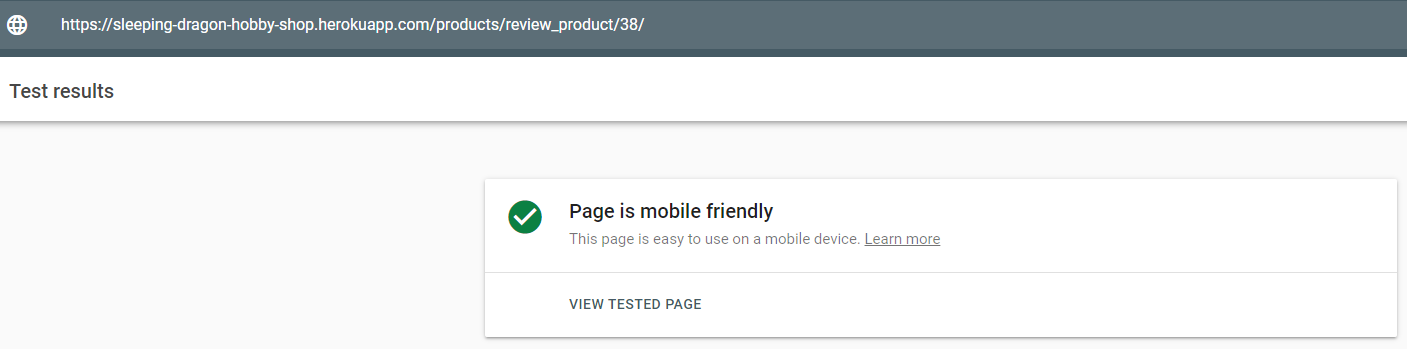 https://sleeping-dragon-hobby-shop.herokuapp.com/products/review_product/38/
Test results
Page is mobile friendly
This page is easy to use on a mobile device. Learn more
VIEW TESTED PAGE